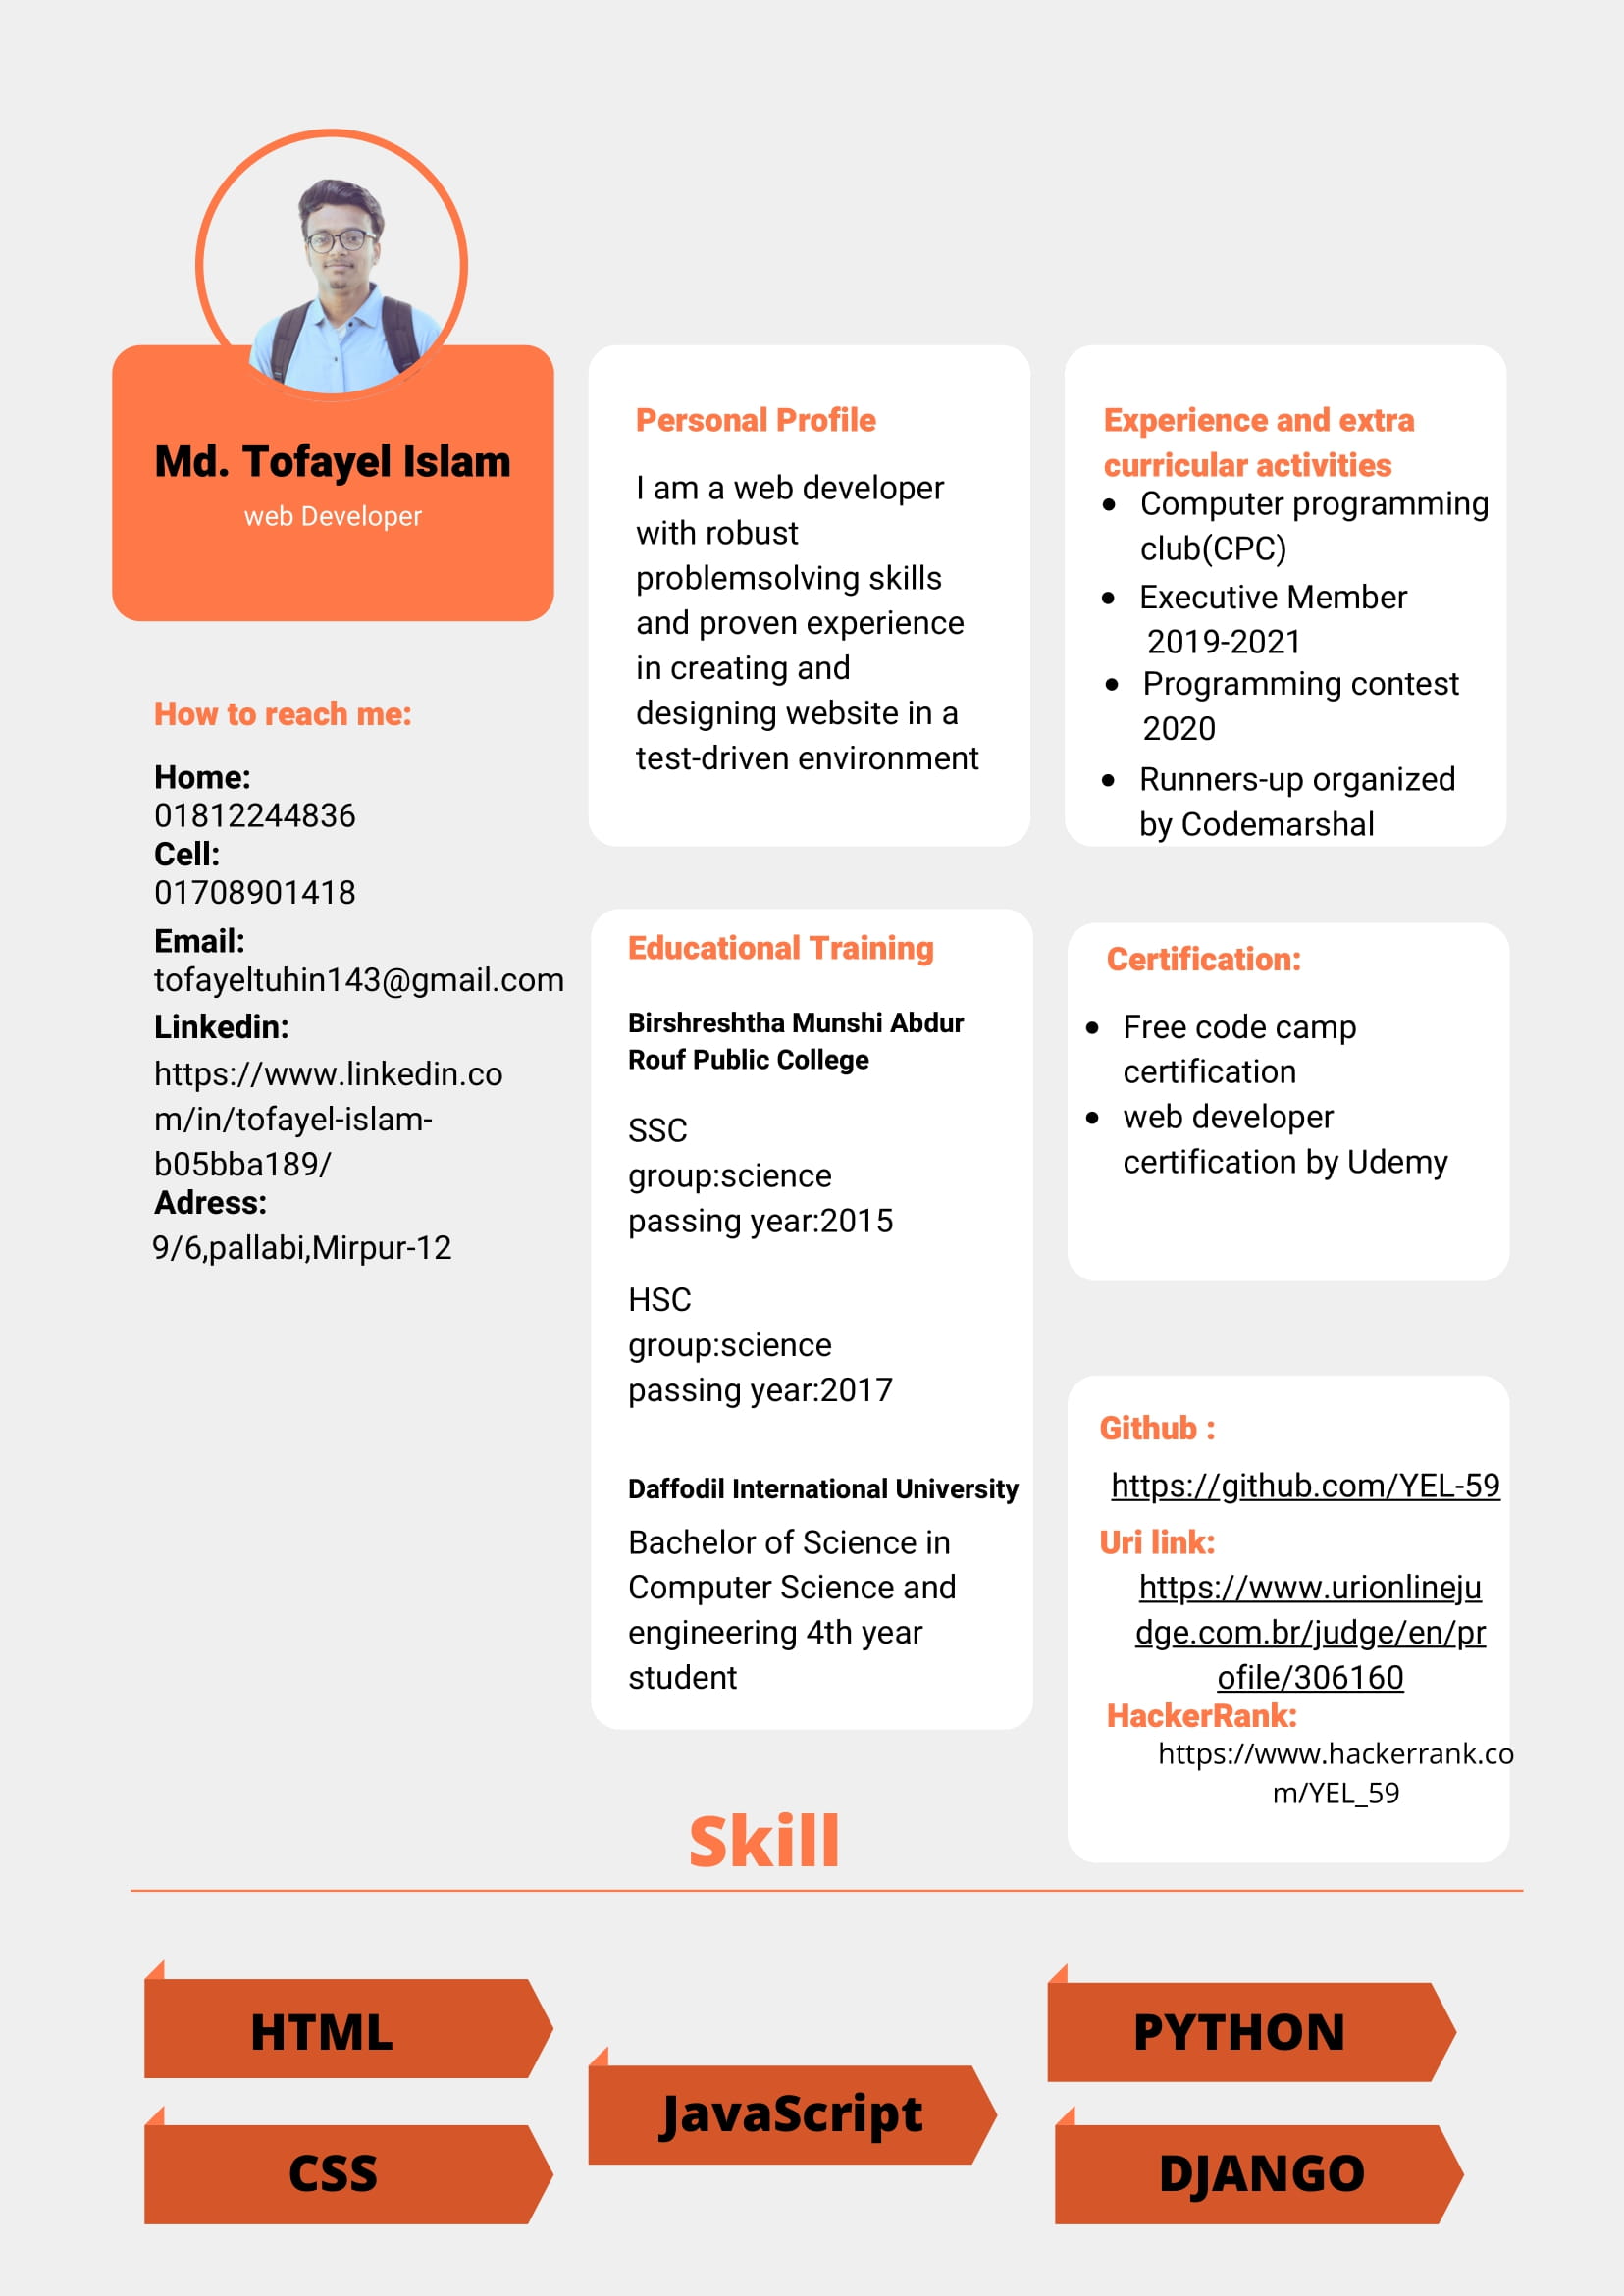 Md. Tofayel Islam
web Developer
How to reach me:
Home:
01812244836
Cell:
01708901418
Email:
tofayeltuhin143@gmail.com
Linkedin:
https://www.linkedin.co
m/in/tofayel-islam-
b05bba189/
Adress:
9/6,pallabi,Mirpur-12
Personal Profile
I am a web developer
with robust
problemsolving skills
and proven experience
in creating and
designing website in a
test-driven environment
Educational Training
Birshreshtha Munshi Abdur
Rouf Public College
SSC
group:science
passing year:2015
HSC
group:science
passing year:2017
Daffodil International University
Bachelor of Science in
Computer Science and
engineering 4th year
student
Experience and extra
curricular activities
• Computer programming
club(CPC)
• Executive Member
2019-2021
• Programming contest
2020
• Runners-up organized
by Codemarshal
Certification:
• Free code camp
certification
• web developer
certification by Udemy
Github :
https://github.com/YEL-59
Uri link:
https://www.urionlineju
dge.com.br/judge/en/pr
ofile/306160
HackerRank:
https://www.hackerrank.co
m/YEL_59
Skill
HTML
CSS
JavaScript
PYTHON
DJANGO